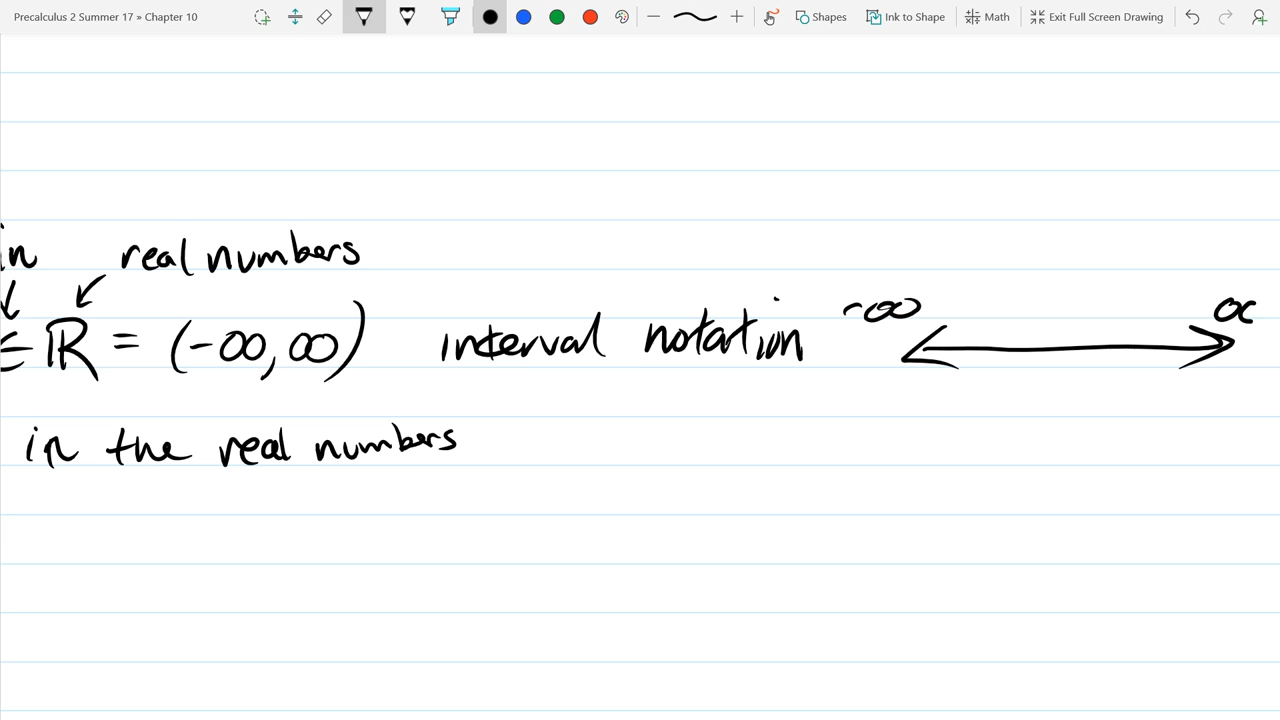 Precalculus 2 Summer 17 » Chapter 10 Shapes Ink to Shape Math Exit Full Screen Drawing
in real numbers
∈ ℝ = (-∞,∞) interval notation -∞ ∞
in the real numbers